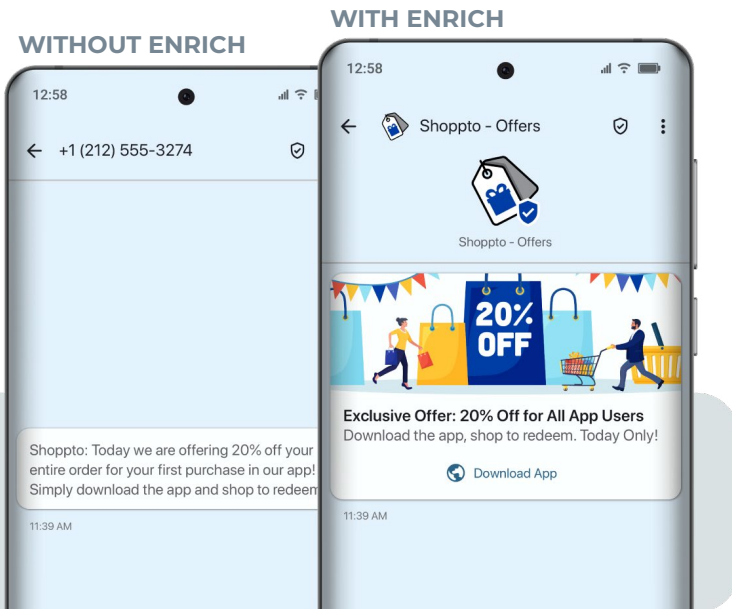 WITHOUT ENRICH
12:58
+1 (212) 555-3274
Shoppto: Today we are offering 20% off your
entire order for your first purchase in our app!
Simply download the app and shop to redeem
11:39 AM
WITH ENRICH
12:58
Shoppto - Offers
Shoppto - Offers
20%
OFF
Exclusive Offer: 20% Off for All App Users
Download the app, shop to redeem. Today Only!
Download App
11:39 AM